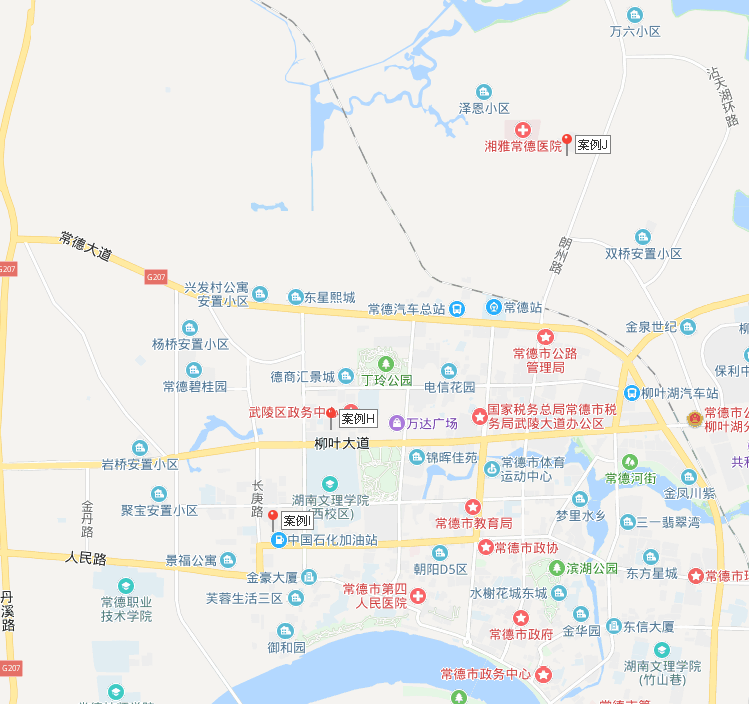 万六小区
沾天湖环路
泽恩小区
湘雅常德医院
案例J
常德大道
朗州路
双桥安置小区
G207
G207
兴发村公寓
安置小区
东星熙城
常德汽车总站
常德站
金泉世纪
杨桥安置小区
常德市公路
管理局
保利中
德商汇景城
丁玲公园
电信花园
常德碧桂园
柳叶湖汽车站
武陵区政务中心
案例H
万达广场
国家税务总局常德市税
务局武陵大道办公区
常德市公
柳叶湖分
柳叶大道
岩桥安置小区
锦晖佳苑
常德市体育
运动中心
常德河街
共和
金凤川紫
长庚路
金丹路
聚宝安置小区
湖南文理学院
(西校区)
梦里水乡
案例I
常德市教育局
三一翡翠湾
中国石化加油站
人民路
景福公寓
朝阳D5区
常德市政协
滨湖公园
东方星城
金豪大厦
常德市第四
人民医院
水榭花城东城
常德市环
常德职业
技术学院
芙蓉生活三区
丹溪路
常德市政府
金华园
东信大厦
御和园
湖南文理学院
(竹山巷)
G207
常德市政务中心